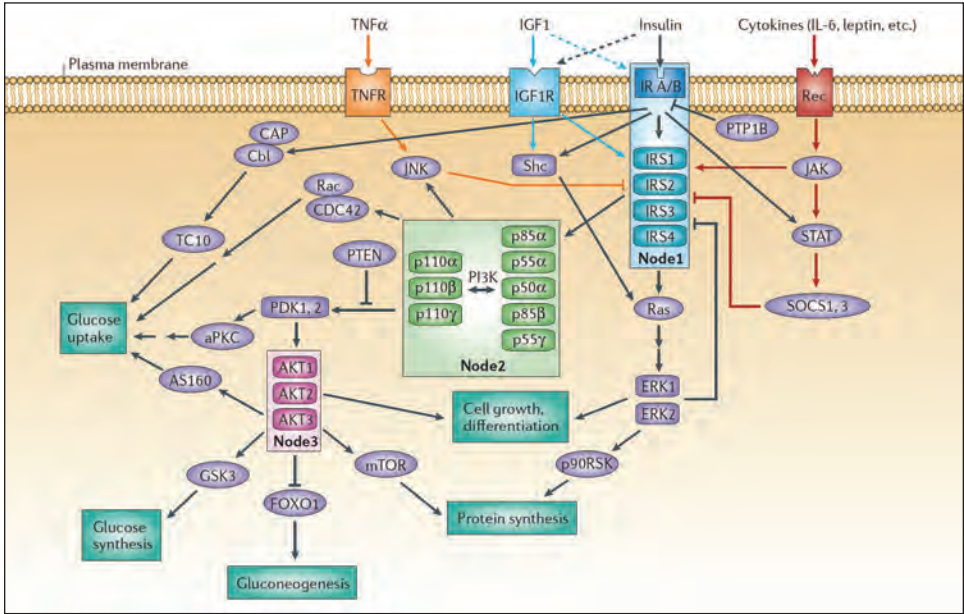 TNFα
IGF1
Insulin
Cytokines (IL-6, leptin, etc.)
Plasma membrane
TNFR
IGF1R
IR A/B
Rec
PTP1B
CAP
Cbl
JNK
Shc
IRS1
IRS2
IRS3
IRS4
Node1
JAK
STAT
SOCS1, 3
Rac
CDC42
TC10
PTEN
p110α
p110β
p110γ
PI3K
p85α
p55α
p50α
p85β
p55γ
Node2
Ras
Glucose
uptake
PDK1, 2
aPKC
AS160
AKT1
AKT2
AKT3
Node3
Cell growth,
differentiation
ERK1
ERK2
GSK3
mTOR
p90RSK
FOXO1
Glucose
synthesis
Protein synthesis
Gluconeogenesis